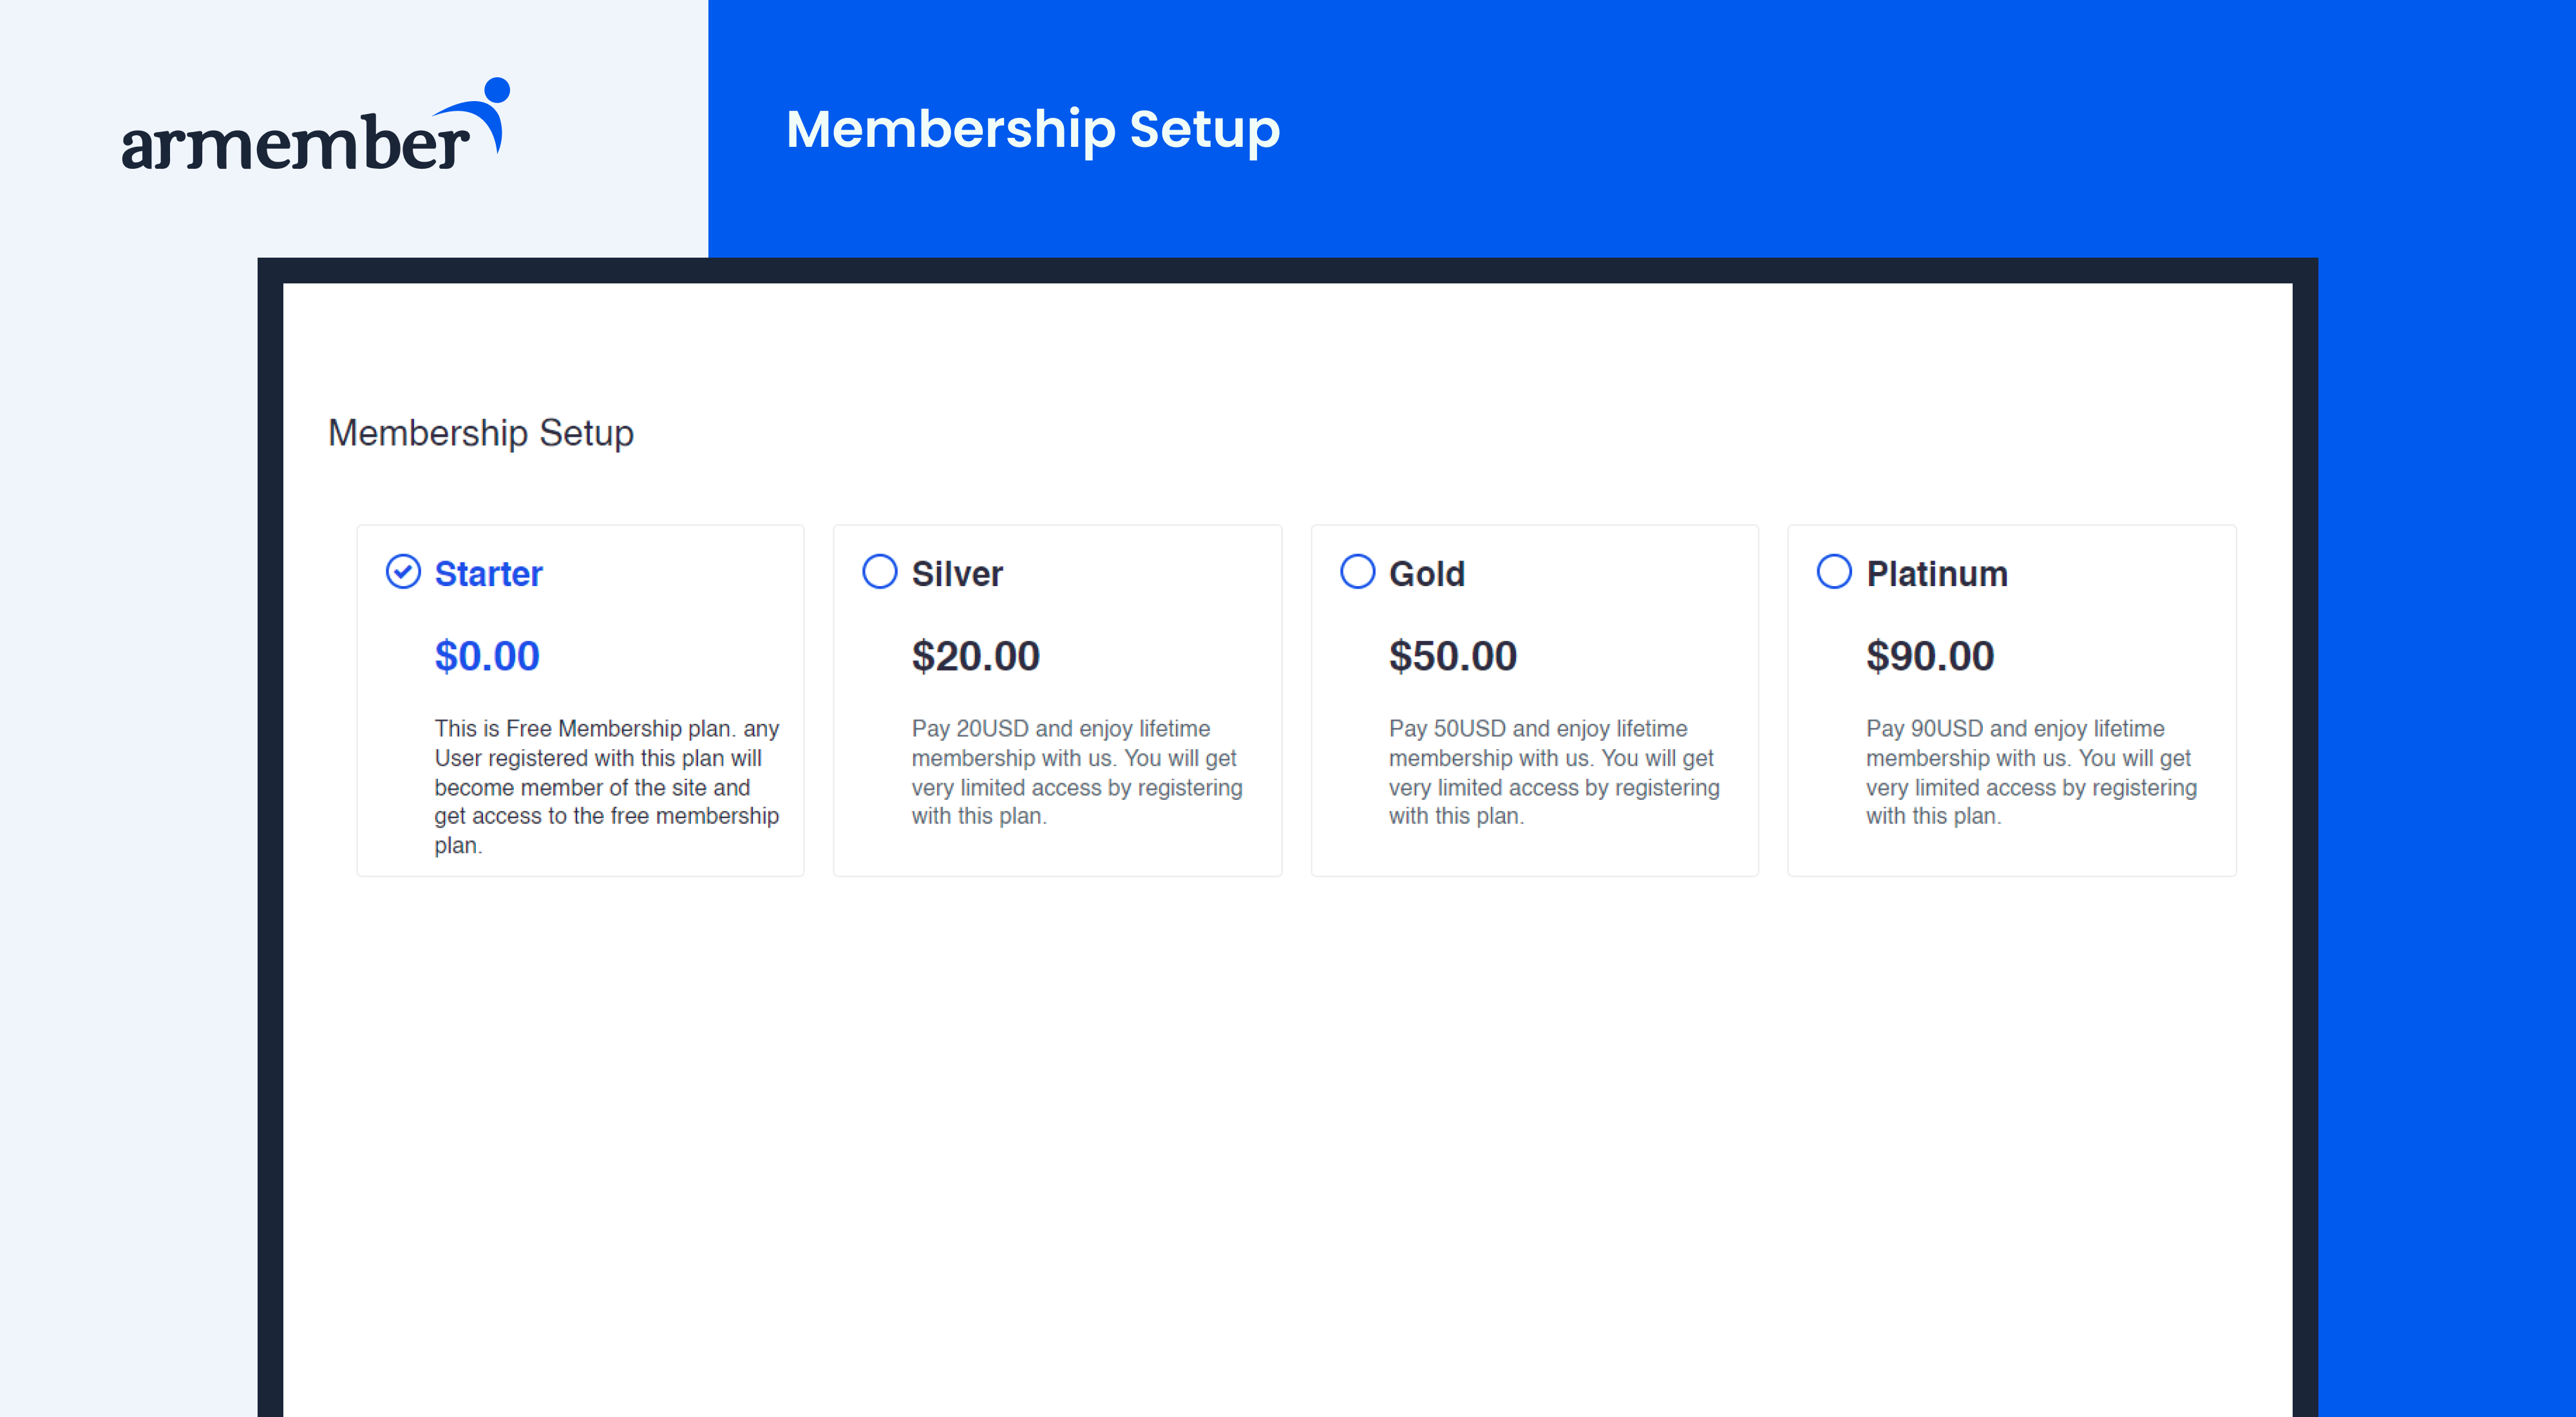 armember
Membership Setup
Membership Setup
Starter
$0.00
This is Free Membership plan. any
User registered with this plan will
become member of the site and
get access to the free membership
plan.
Silver
$20.00
Pay 20USD and enjoy lifetime
membership with us. You will get
very limited access by registering
with this plan.
Gold
$50.00
Pay 50USD and enjoy lifetime
membership with us. You will get
very limited access by registering
with this plan.
Platinum
$90.00
Pay 90USD and enjoy lifetime
membership with us. You will get
very limited access by registering
with this plan.